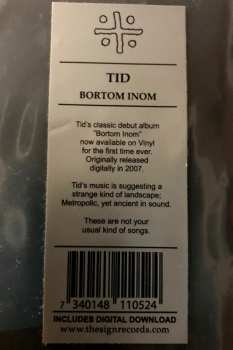 TID
BORTOM INOM
Tid's classic debut album
"Bortom Inom"
now available on Vinyl
for the first time ever.
Originally released
digitally in 2007.
Tid's music is suggesting a
strange kind of landscape;
Metropolic, yet ancient in sound.
These are not your
usual kind of songs.
7 340148 110524
INCLUDES DIGITAL DOWNLOAD
www.thesignrecords.com